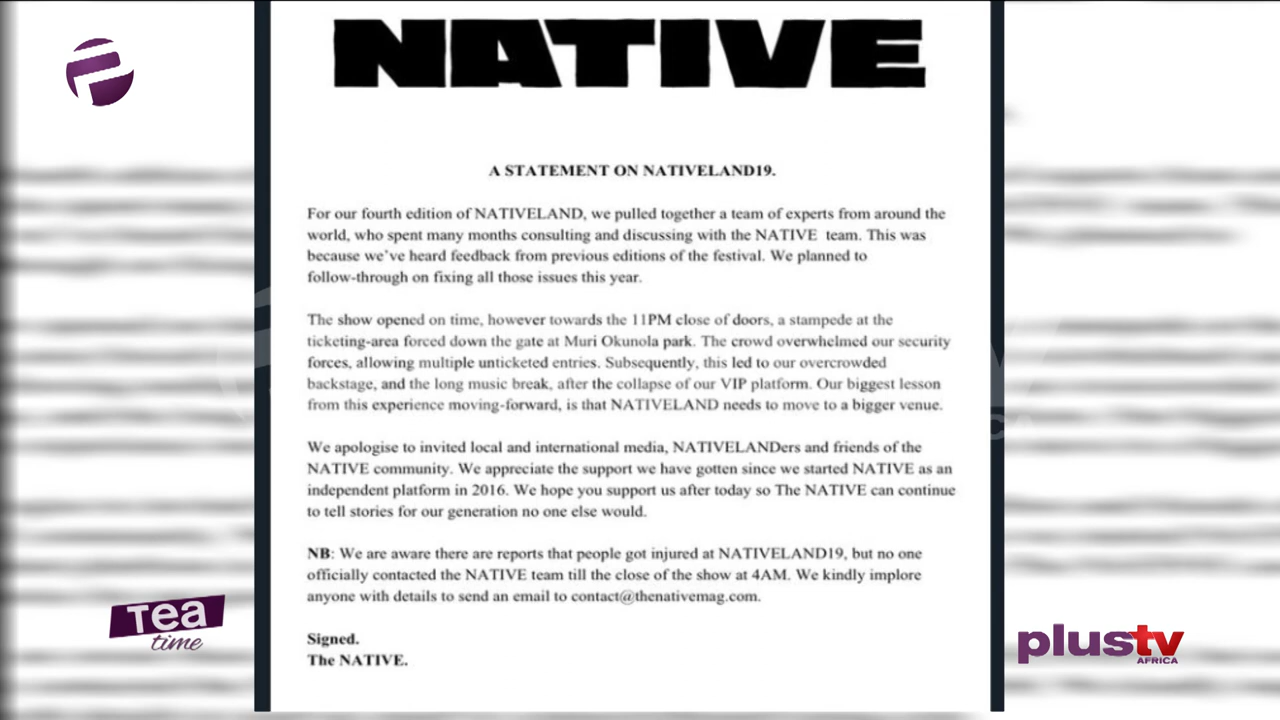 NATIVE
A STATEMENT ON NATIVELAND19.
For our fourth edition of NATIVELAND, we pulled together a team of experts from around the
world, who spent many months consulting and discussing with the NATIVE team. This was
because we've heard feedback from previous editions of the festival. We planned to
follow-through on fixing all those issues this year.
The show opened on time, however towards the 11PM close of doors, a stampede at the
ticketing-area forced down the gate at Muri Okunola park. The crowd overwhelmed our security
forces, allowing multiple unticketed entries. Subsequently, this led to our overcrowded
backstage, and the long music break, after the collapse of our VIP platform. Our biggest lesson
from this experience moving-forward, is that NATIVELAND needs to move to a bigger venue.
We apologise to invited local and international media, NATIVELANDers and friends of the
NATIVE community. We appreciate the support we have gotten since we started NATIVE as an
independent platform in 2016. We hope you support us after today so The NATIVE can continue
to tell stories for our generation no one else would.
NB: We are aware there are reports that people got injured at NATIVELAND19, but no one
officially contacted the NATIVE team till the close of the show at 4AM. We kindly implore
anyone with details to send an email to contact@thenativemag.com.
Signed.
The NATIVE.
Tea
time
plustv
AFRICA